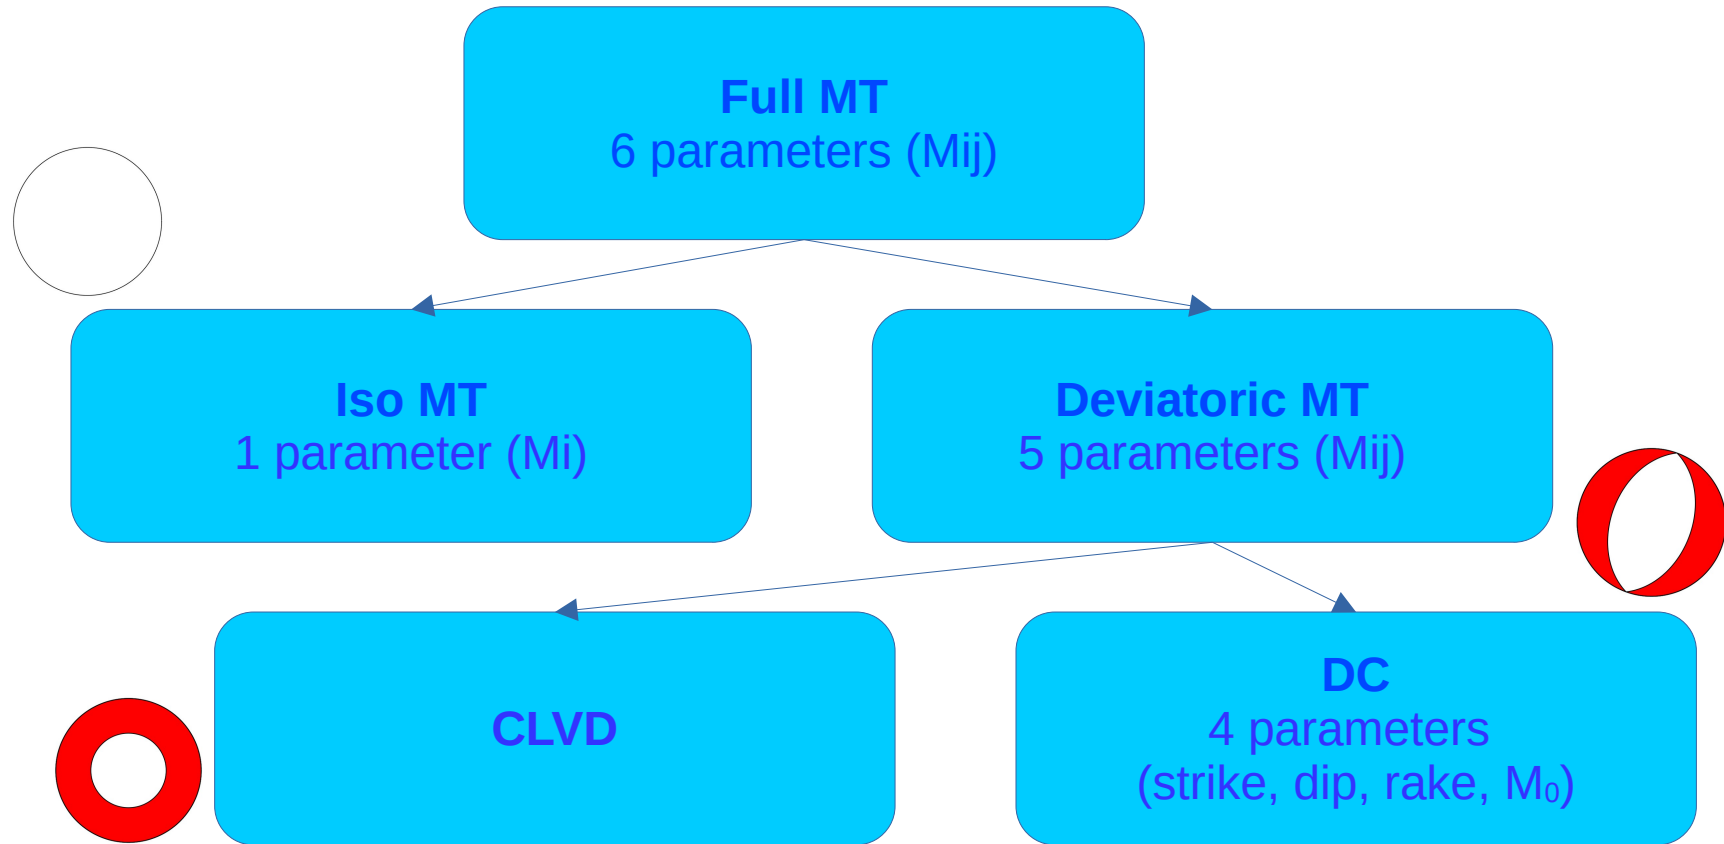 Full MT
6 parameters (Mij)
Iso MT
1 parameter (Mi)
Deviatoric MT
5 parameters (Mij)
CLVD
DC
4 parameters
(strike, dip, rake, M₀)